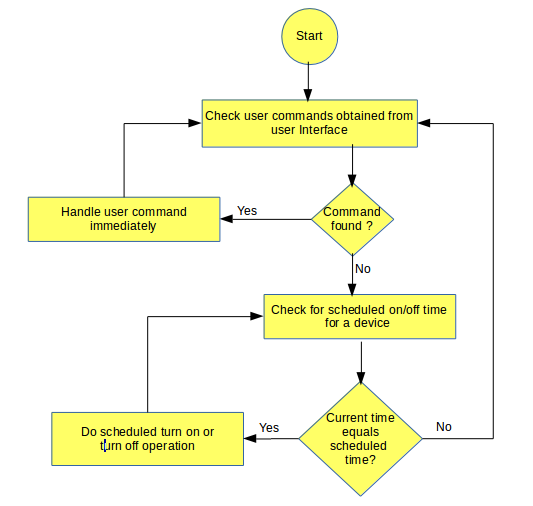 Start
Check user commands obtained from
user Interface
Handle user command
immediately
Yes
Command
found ?
No
Check for scheduled on/off time
for a device
Do scheduled turn on or
turn off operation
Yes
Current time
equals
scheduled
time?
No